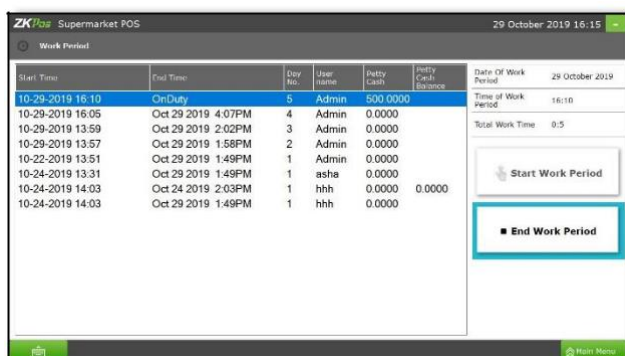 ZKPos Supermarket POS 29 October 2019 16:15
Work Period
Start Time End Time Day No. User name Petty Cash Petty Cash Balance
10-29-2019 16:10 OnDuty 5 Admin 500.0000
10-29-2019 16:05 Oct 29 2019 4:07PM 4 Admin 0.0000
10-29-2019 13:59 Oct 29 2019 2:02PM 3 Admin 0.0000
10-29-2019 13:57 Oct 29 2019 1:58PM 2 Admin 0.0000
10-22-2019 13:51 Oct 29 2019 1:49PM 1 Admin 0.0000
10-24-2019 13:31 Oct 29 2019 1:49PM 1 asha 0.0000
10-24-2019 14:03 Oct 24 2019 2:03PM 1 hhh 0.0000 0.0000
10-24-2019 14:03 Oct 29 2019 1:49PM 1 hhh 0.0000
Date Of Work Period 29 October 2019
Time of Work Period 16:10
Total Work Time 0:5
Start Work Period
End Work Period
Main Menu